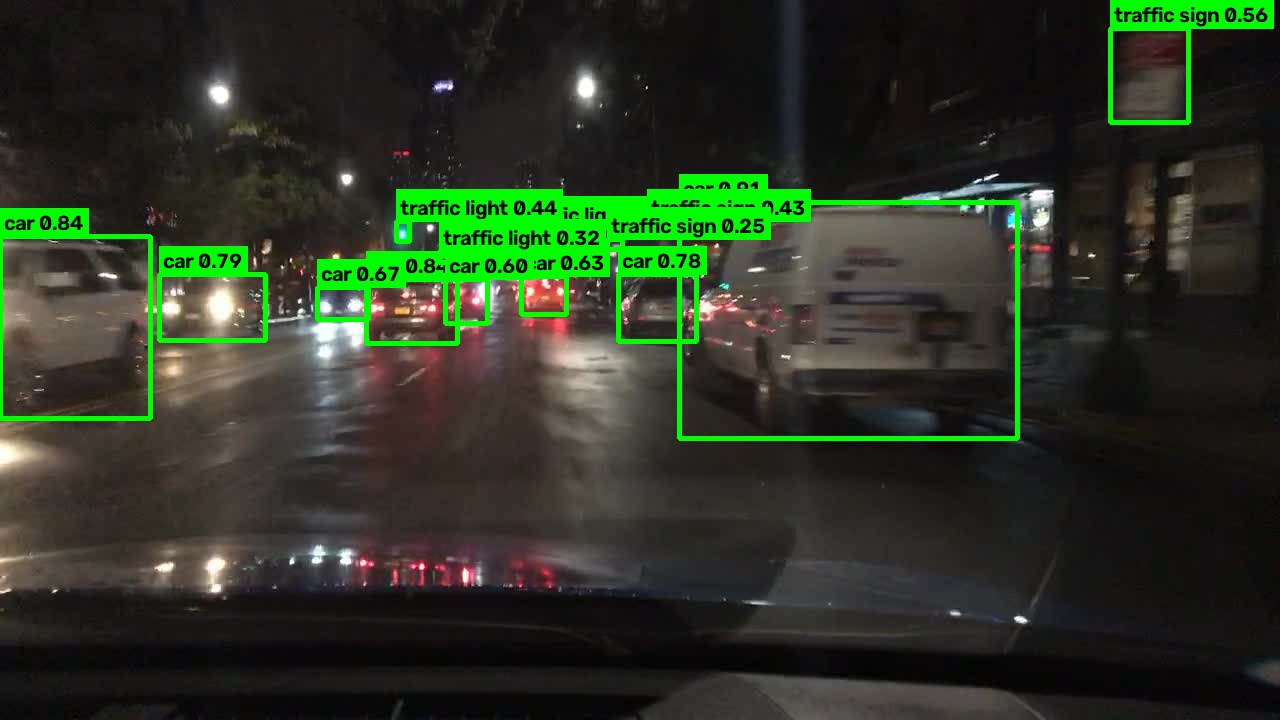 traffic sign 0.56
car 0.91
traffic light 0.44
traffic sign 0.43
car 0.84
traffic sign 0.25
traffic light 0.32
car 0.79
car 0.67
0.84
car 0.60
car 0.63
car 0.78